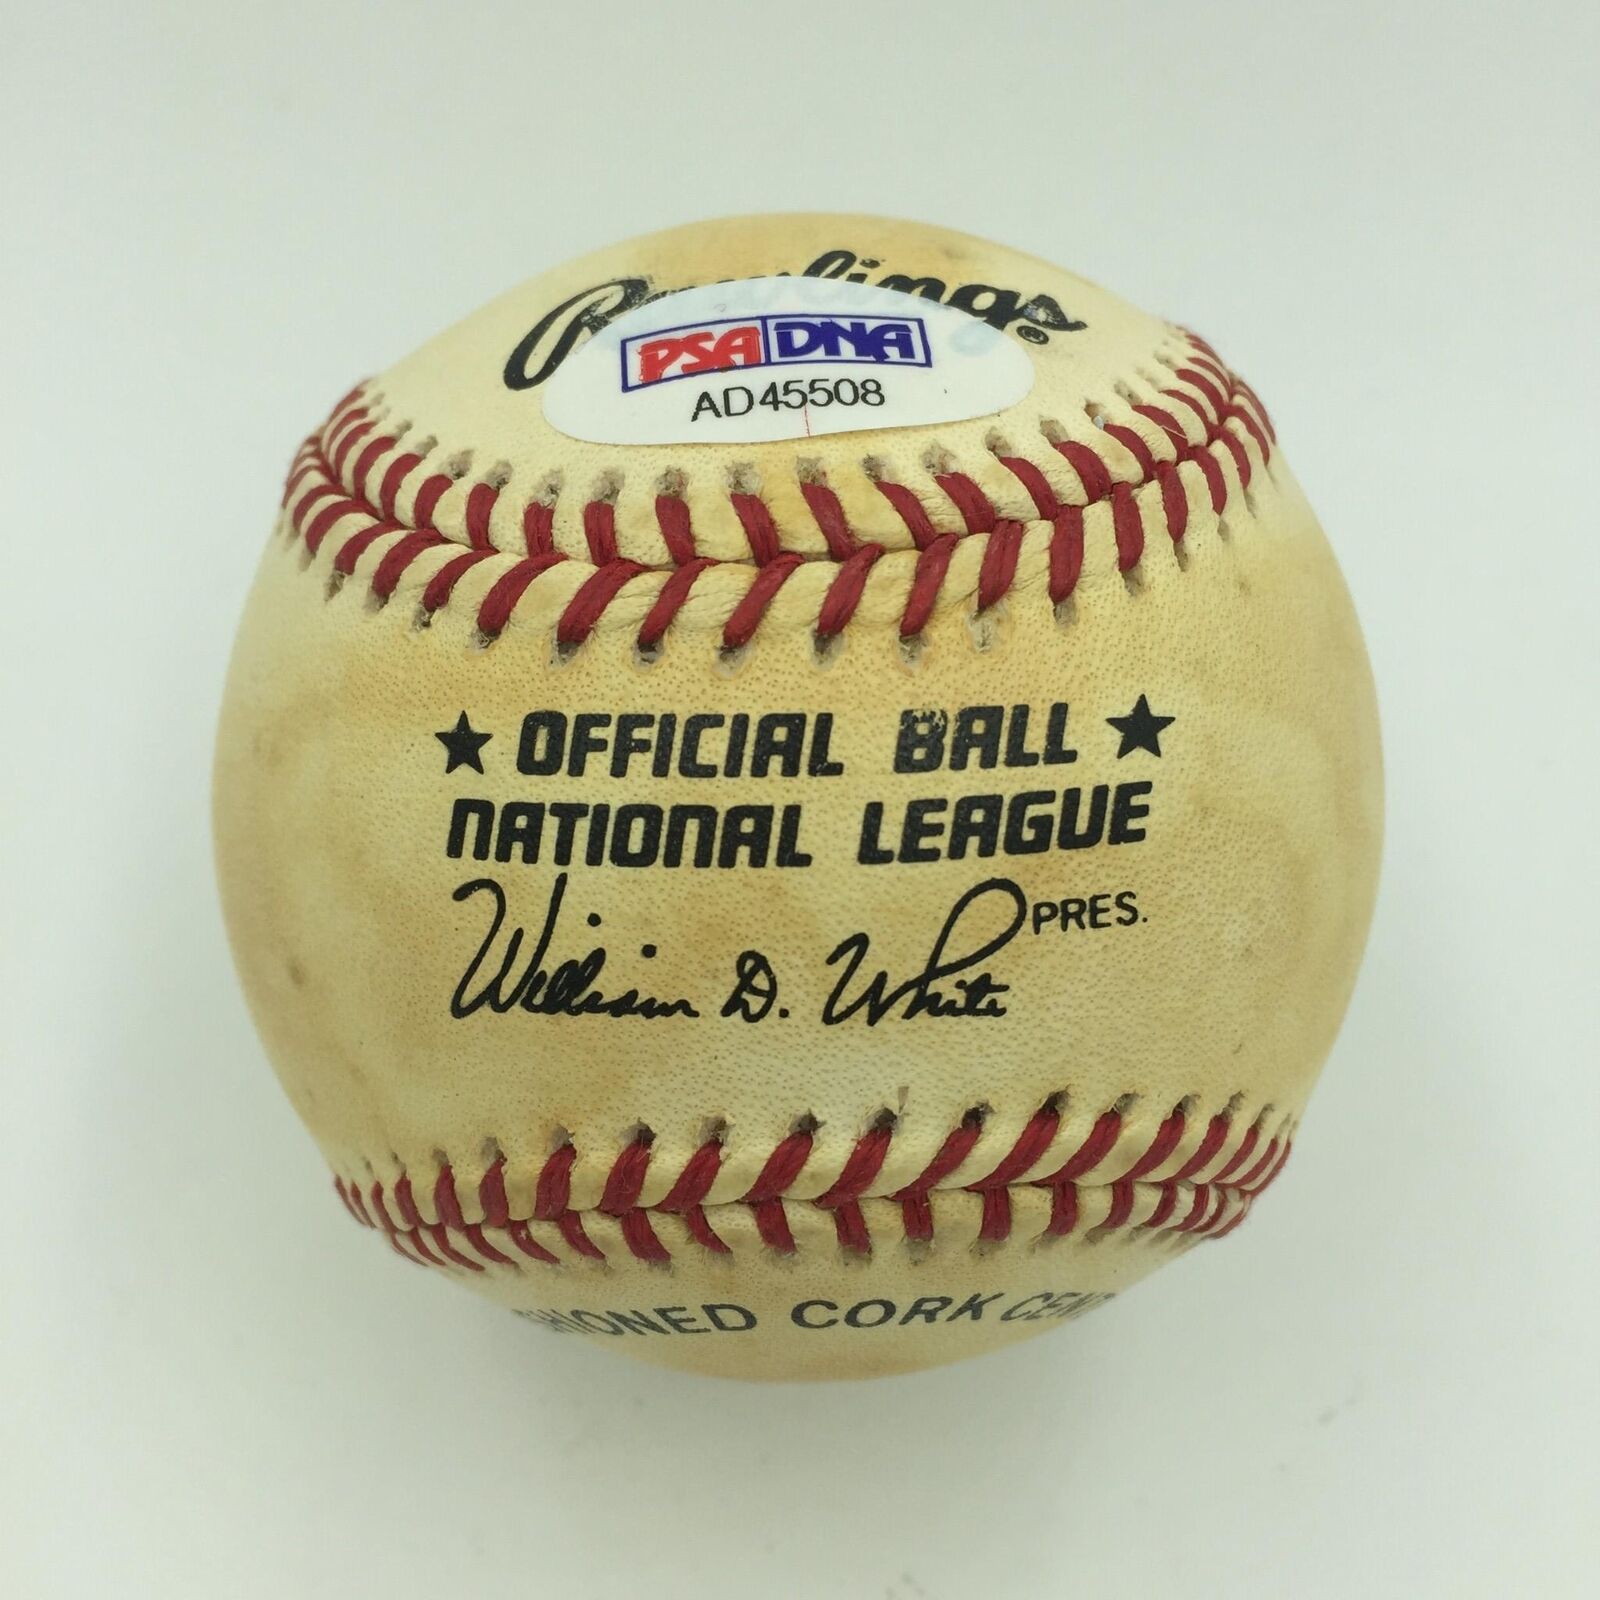 Rawlings®
PSA DNA
AD45508
★ OFFICIAL BALL ★
NATIONAL LEAGUE
William D. White PRES.
CORK